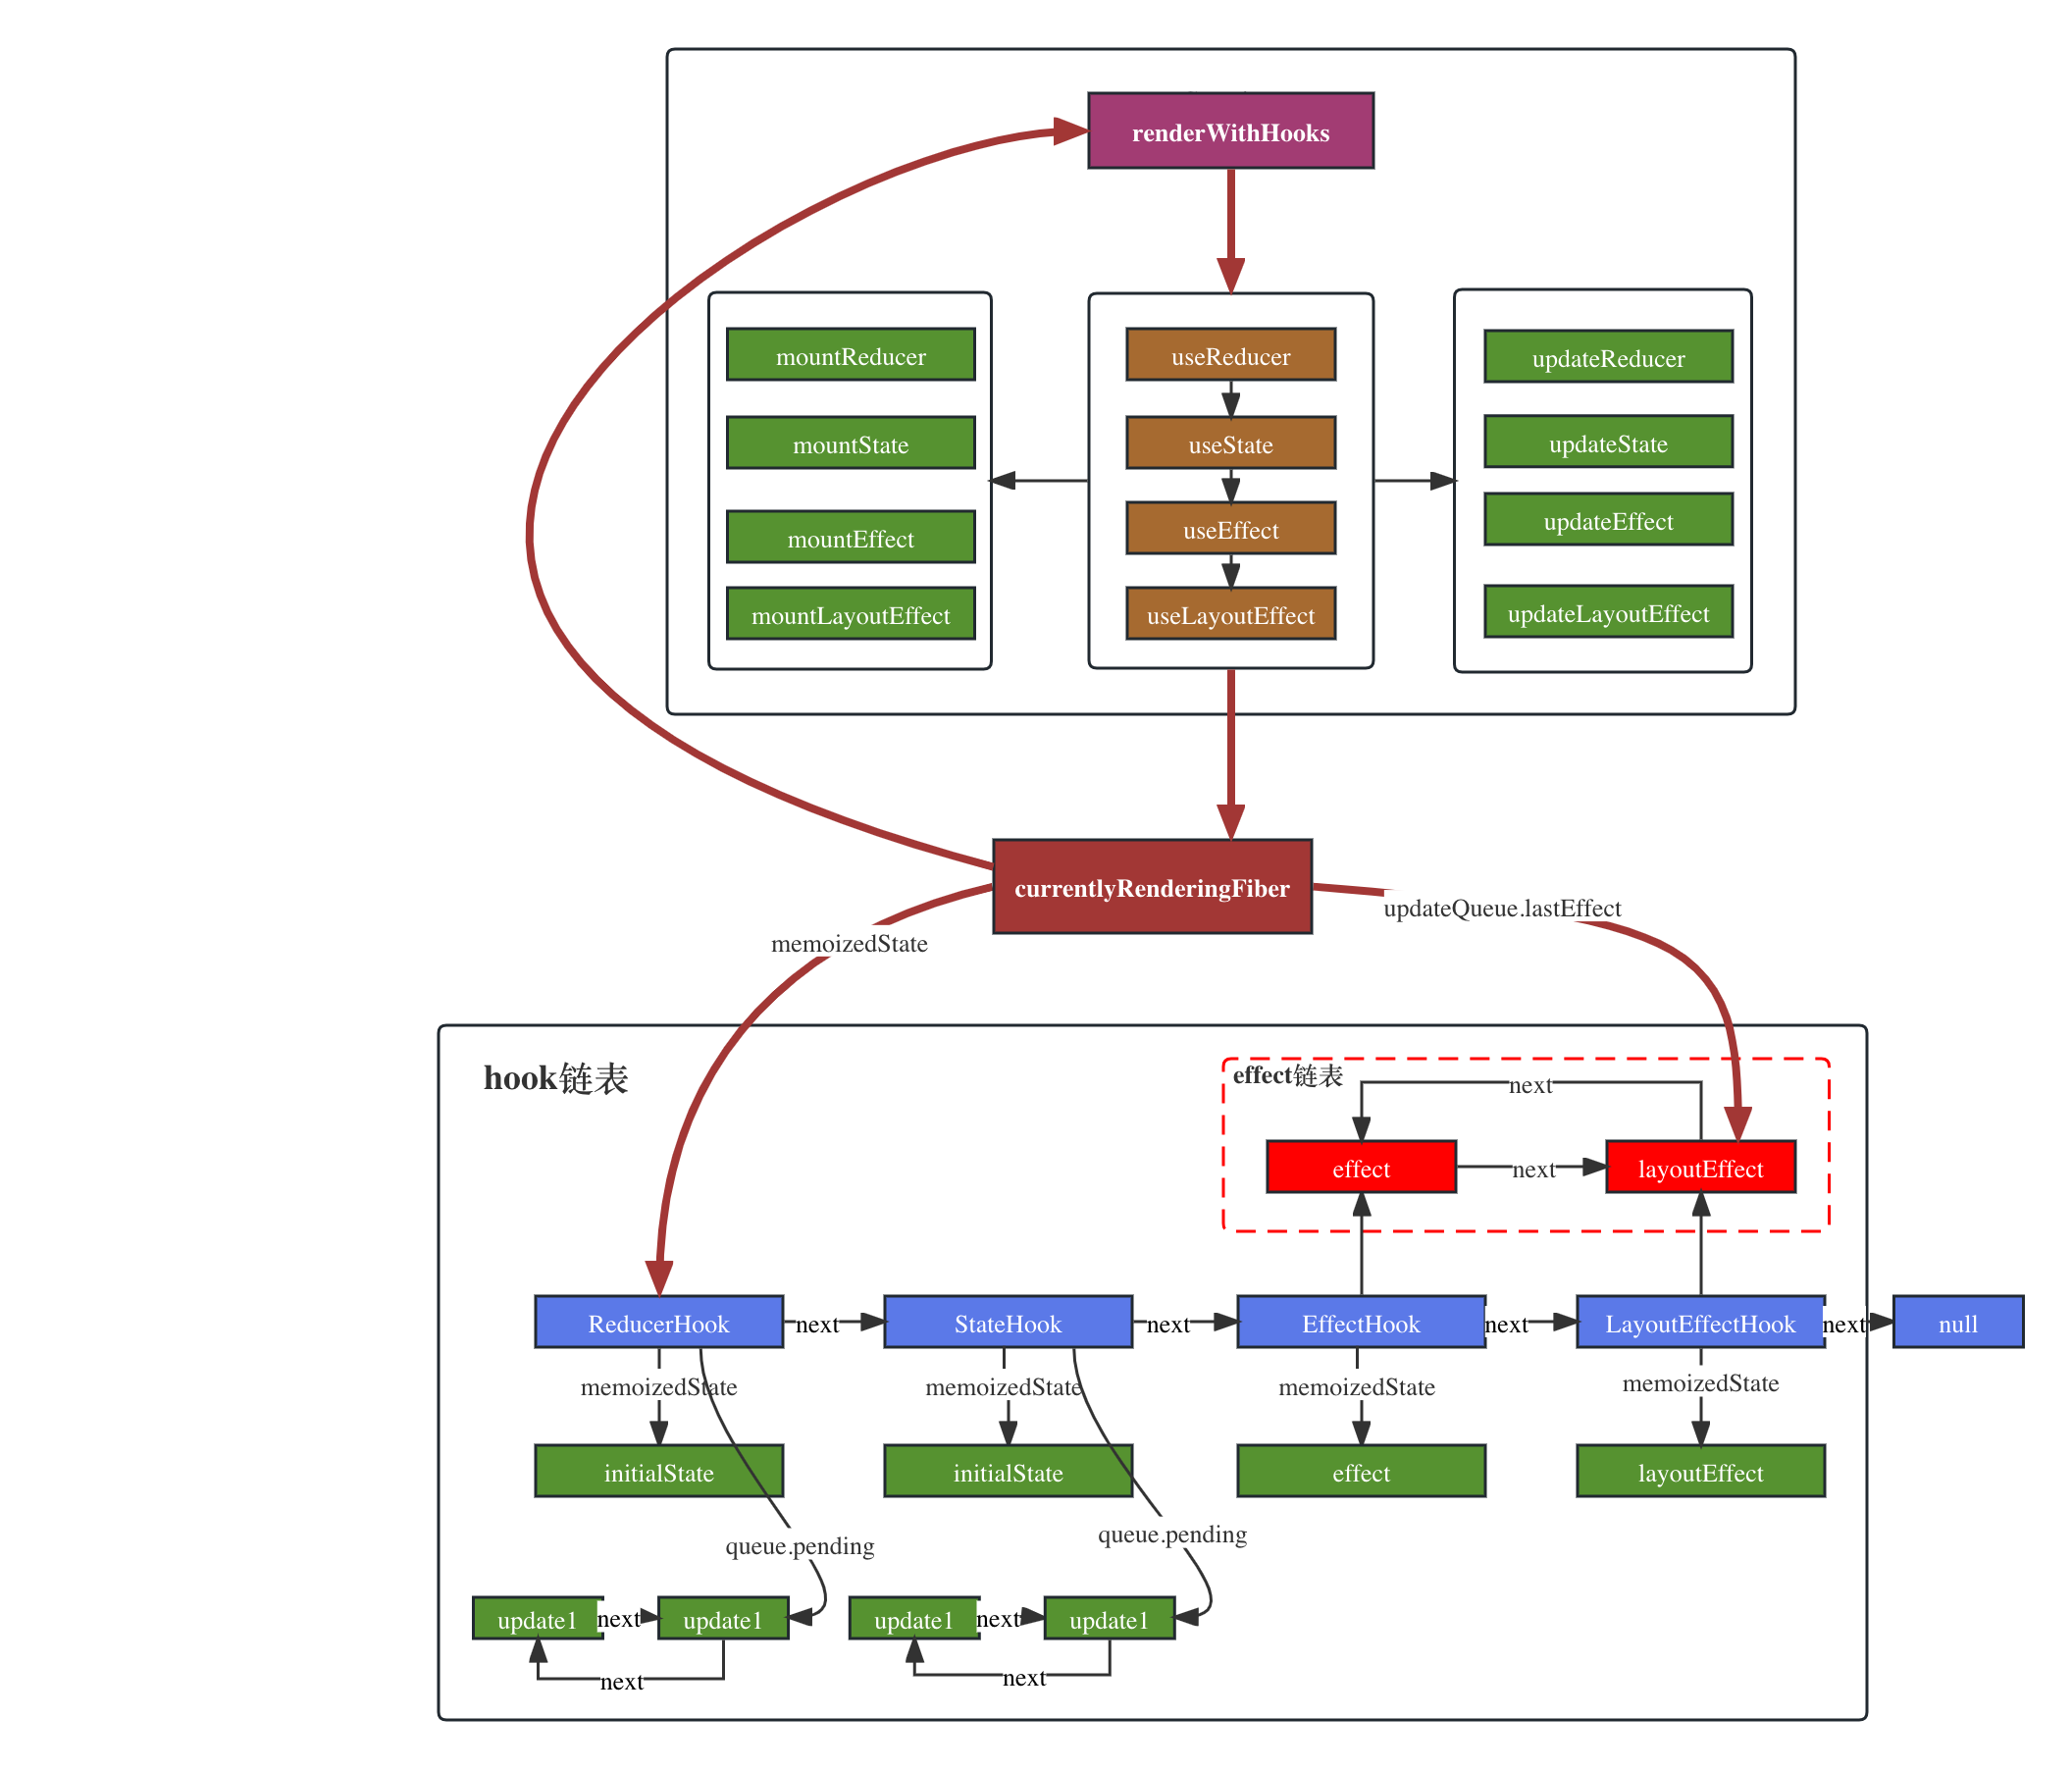 renderWithHooks
mountReducer
mountState
mountEffect
mountLayoutEffect
useReducer
useState
useEffect
useLayoutEffect
updateReducer
updateState
updateEffect
updateLayoutEffect
currentlyRenderingFiber
updateQueue.lastEffect
memoizedState
hook链表
effect链表
next
effect
next
layoutEffect
ReducerHook
next
StateHook
next
EffectHook
next
LayoutEffectHook
next
null
memoizedState
memoizedState
memoizedState
memoizedState
initialState
initialState
effect
layoutEffect
queue.pending
queue.pending
update1
next
update1
update1
next
update1
next
next